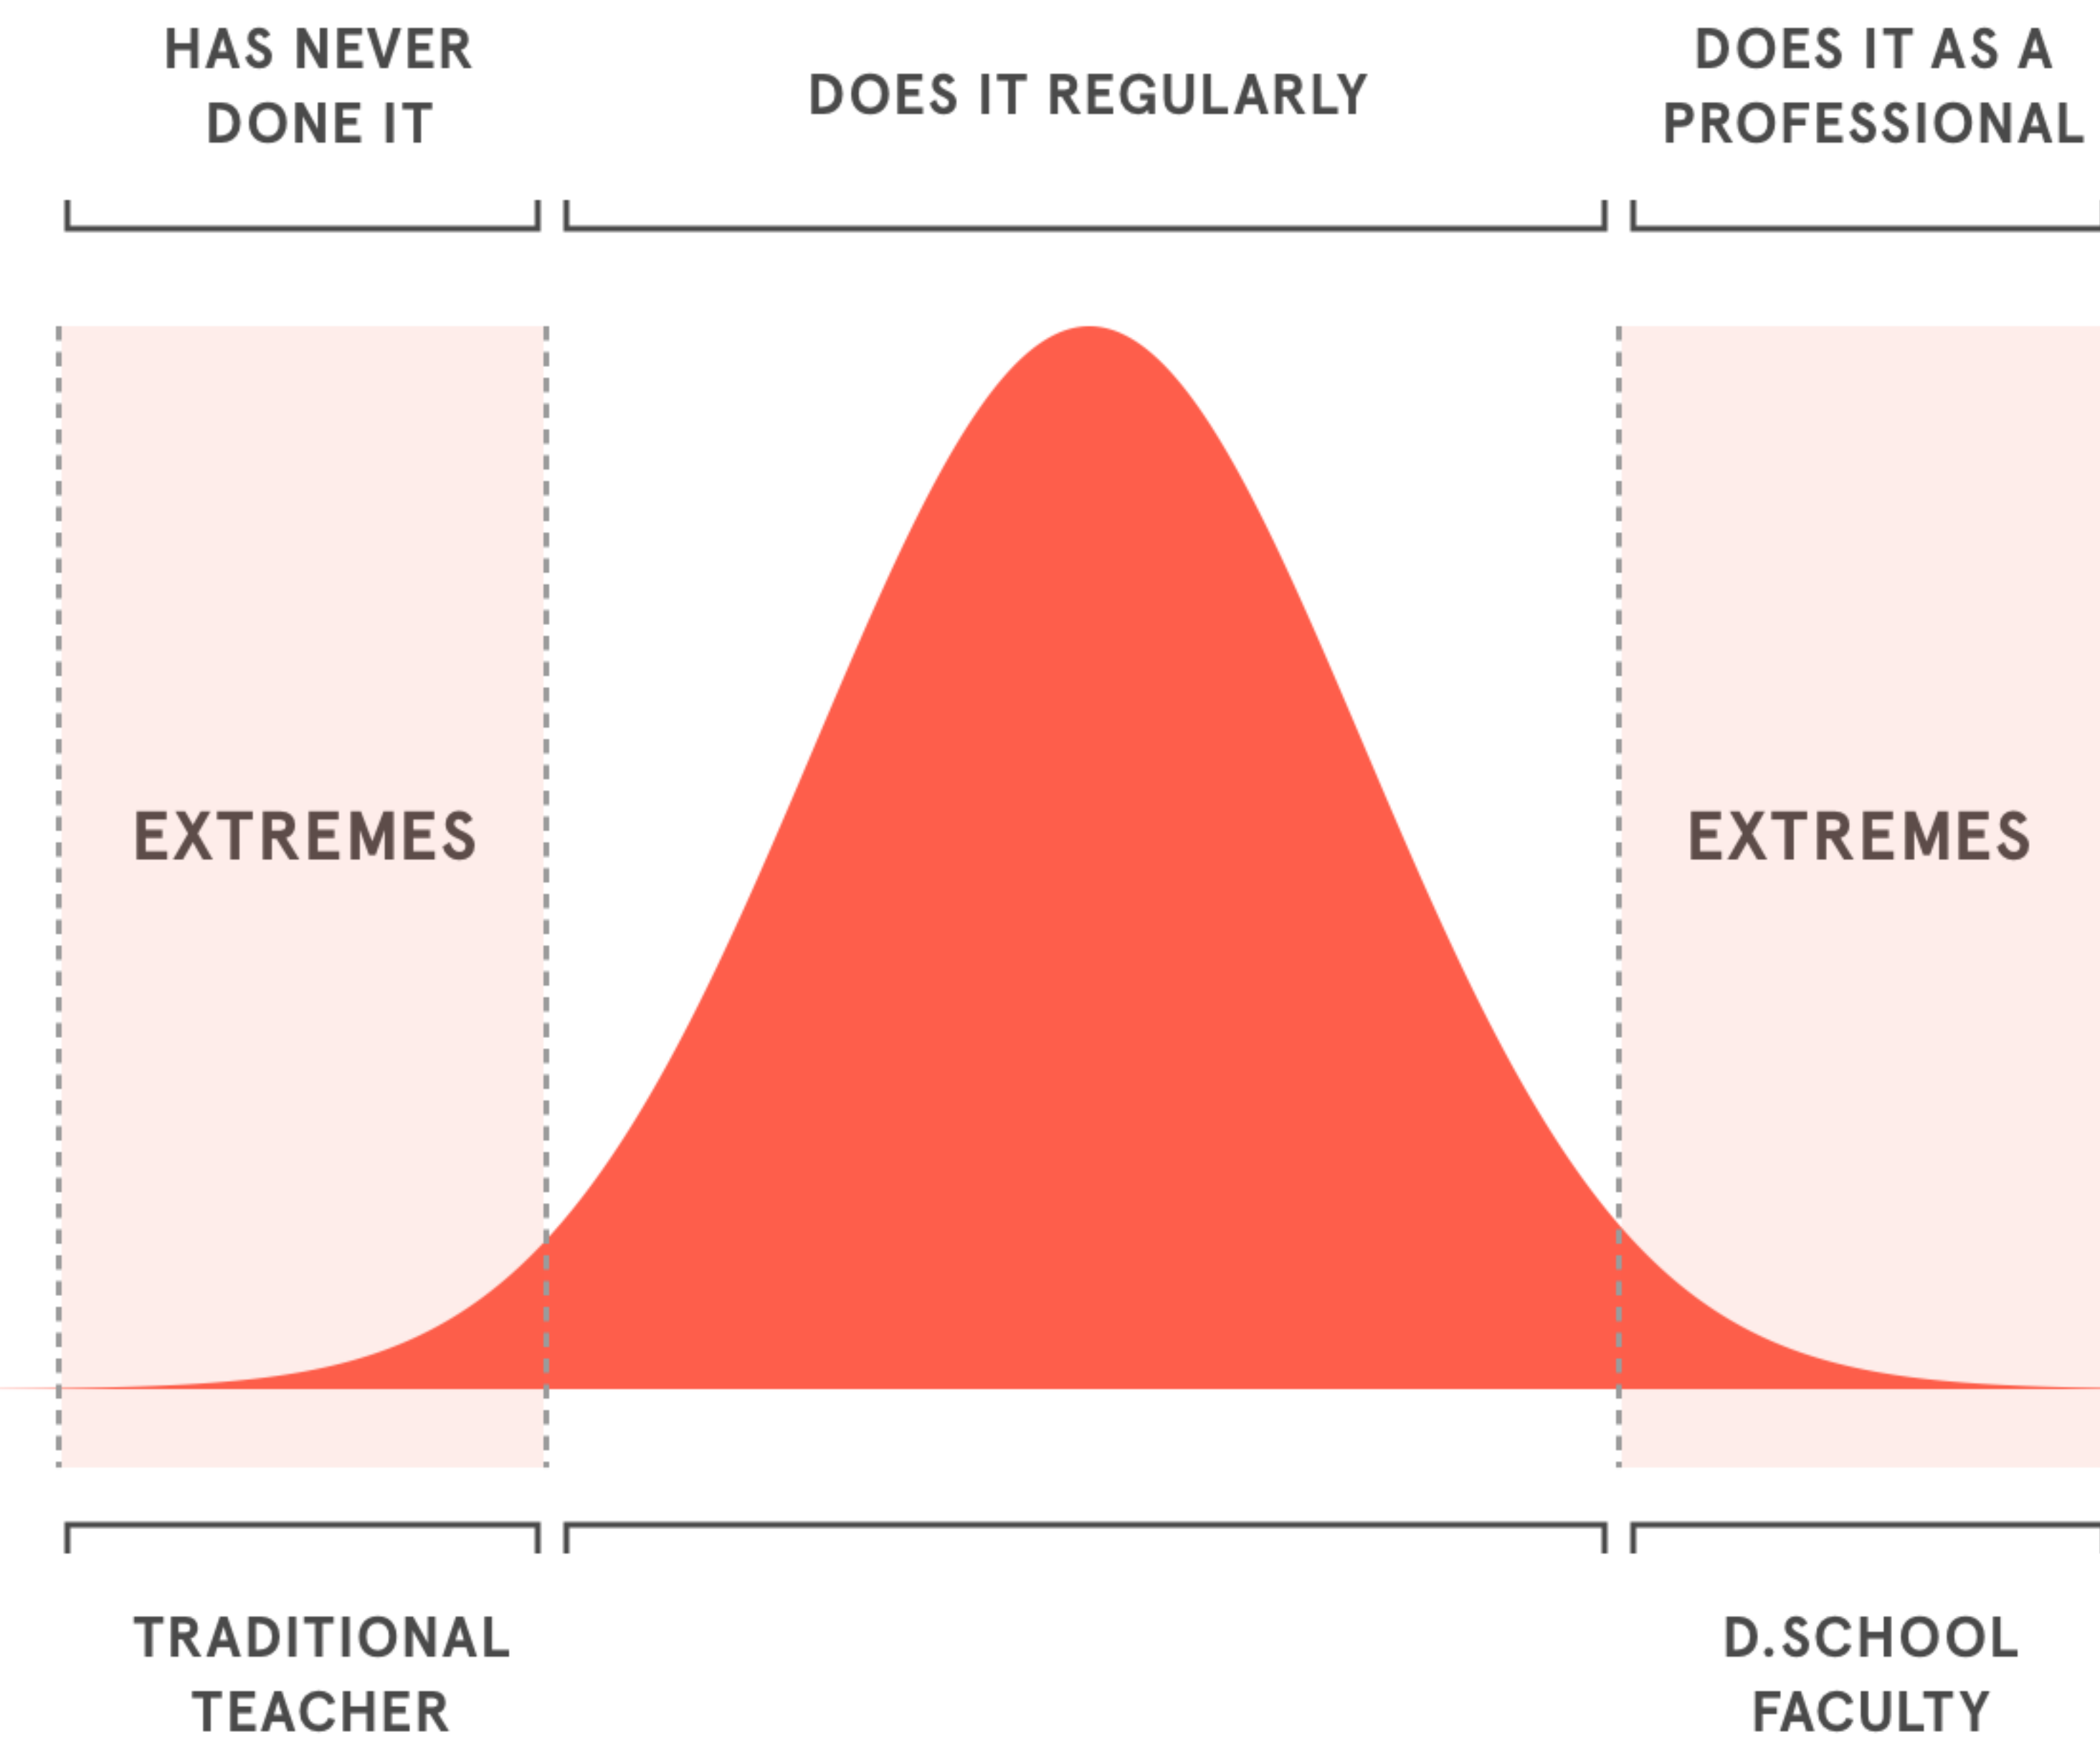 HAS NEVER
DONE IT
DOES IT REGULARLY
DOES IT AS A
PROFESSIONAL
EXTREMES
EXTREMES
TRADITIONAL
TEACHER
D.SCHOOL
FACULTY